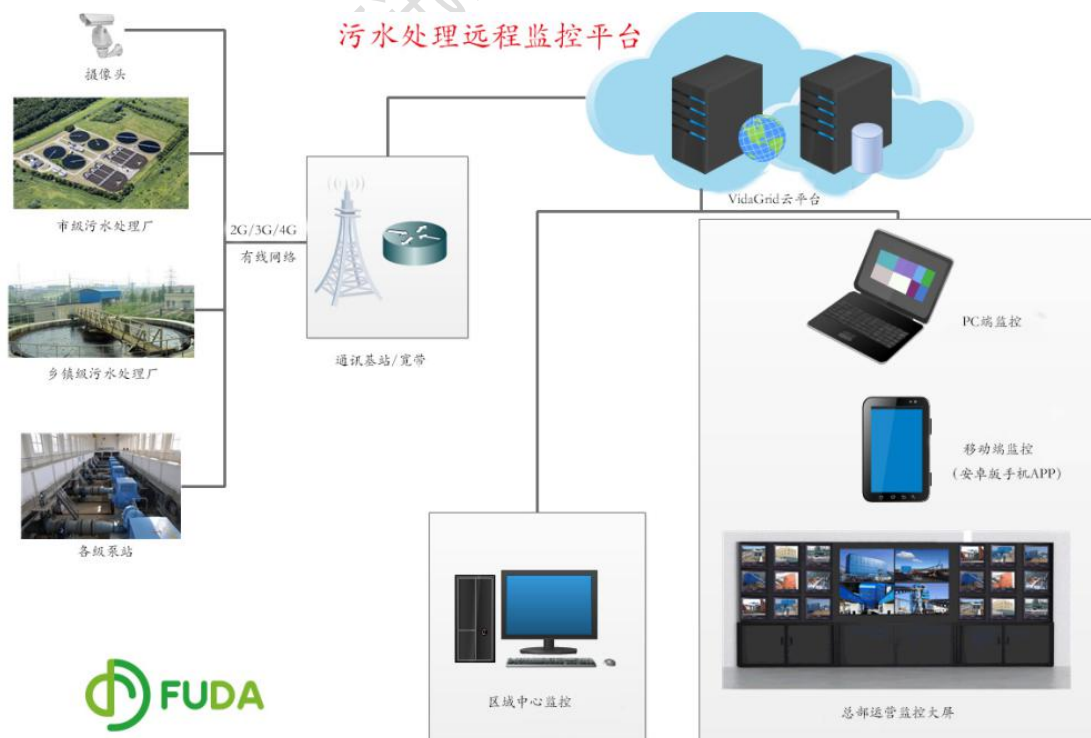 污水处理远程监控平台
摄像头
市级污水处理厂
2G/3G/4G
有线网络
乡镇级污水处理厂
各级泵站
通讯基站/宽带
VidaGrid云平台
PC端监控
移动端监控
(安卓版手机APP)
区域中心监控
总部运营监控大屏
FUDA